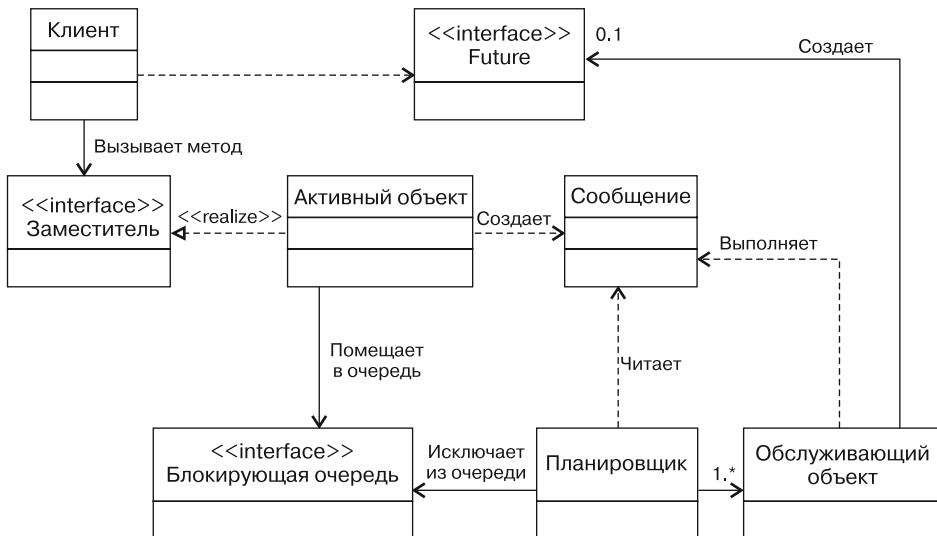 Клиент
<<interface>>
Future
0.1
Создает
Вызывает метод
<<interface>>
Заместитель
<<realize>>
Активный объект
Создает
Сообщение
Выполняет
Помещает
в очередь
Читает
<<interface>>
Блокирующая очередь
Исключает
из очереди
Планировщик
1.*
Обслуживающий
объект